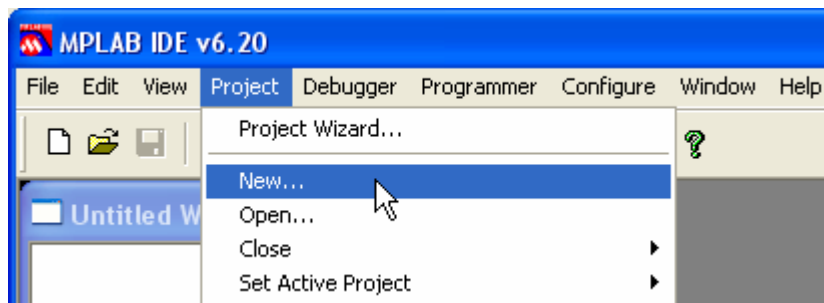 MPLAB IDE v6.20
File Edit View Project Debugger Programmer Configure Window Help
Project Wizard...
New...
Untitled W
Open...
Close
Set Active Project